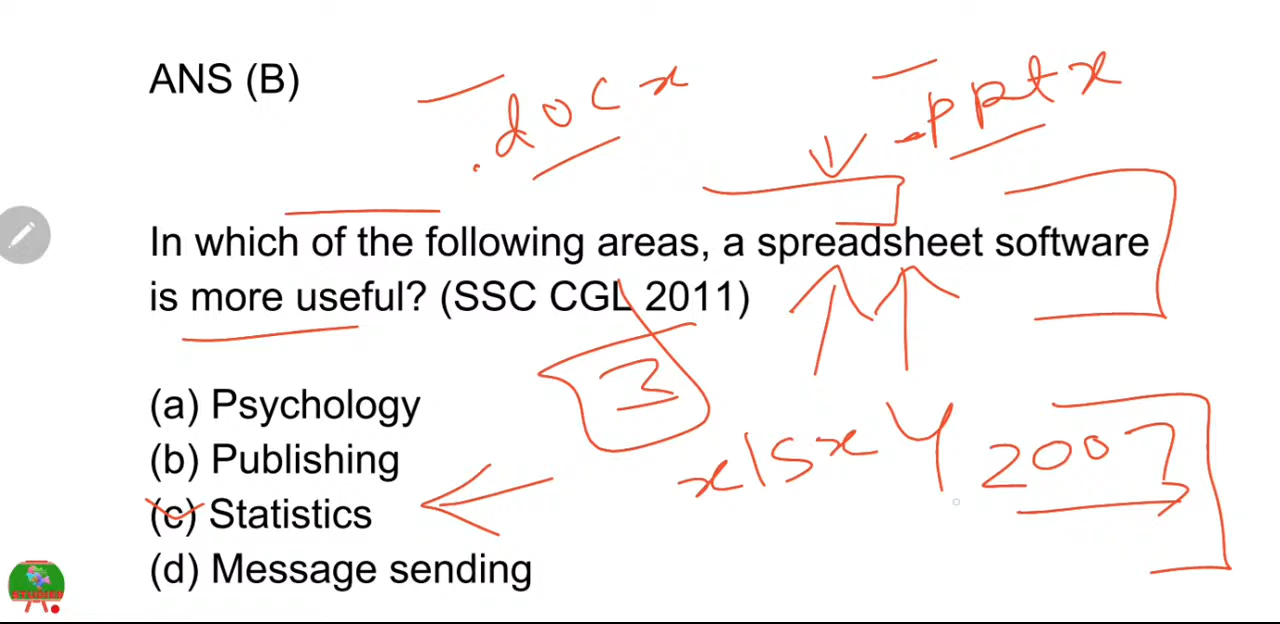 ANS (B)
.docx
.pptx
In which of the following areas, a spreadsheet software
is more useful? (SSC CGL 2011)
3
(a) Psychology
(b) Publishing
xlsx 2007
(c) Statistics
(d) Message sending